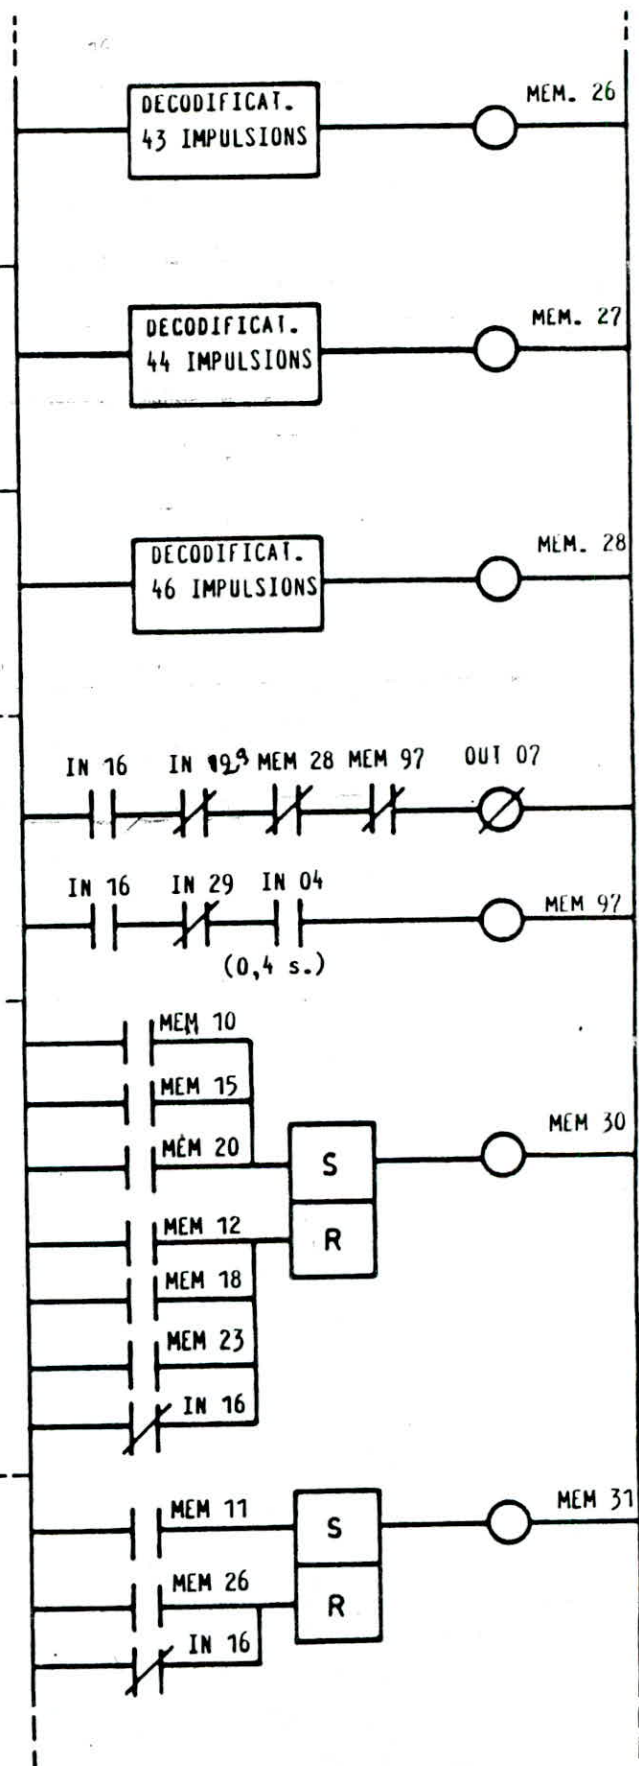 MEM. 26
DECODIFICAT.
43 IMPULSIONS
MEM. 27
DECODIFICAT.
44 IMPULSIONS
MEM. 28
DECODIFICAT.
46 IMPULSIONS
IN 16 IN MEM 28 MEM 97 OUT 07
IN 16 IN 29 IN 04 MEM 97
(0,4 s.)
MEM 10
MEM 15
MEM 20
MEM 30
S
MEM 12
R
MEM 18
MEM 23
IN 16
MEM 11
MEM 31
S
MEM 26
R
IN 16